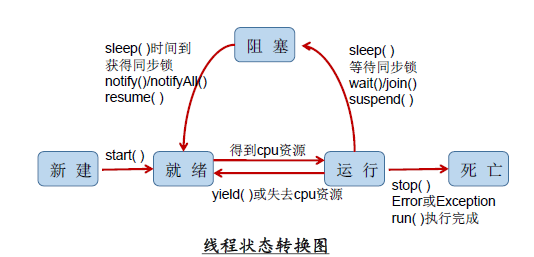 阻 塞
sleep( )时间到
获得同步锁
notify()/notifyAll()
resume( )
sleep( )
等待同步锁
wait()/join()
suspend( )
新 建
start( )
就 绪
得到cpu资源
yield( )或失去cpu资源
运 行
死 亡
stop( )
Error或Exception
run( )执行完成
线程状态转换图